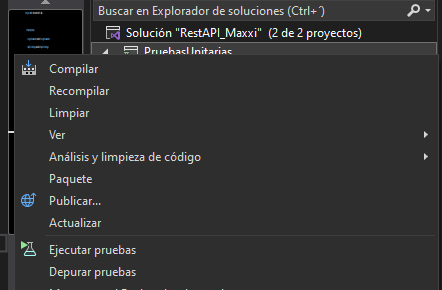 Buscar en Explorador de soluciones (Ctrl+´)
Solución "RestAPI_Maxxi" (2 de 2 proyectos)
PruebasUnitarias
Compilar
Recompilar
Limpiar
Ver
Análisis y limpieza de código
Paquete
Publicar...
Actualizar
Ejecutar pruebas
Depurar pruebas